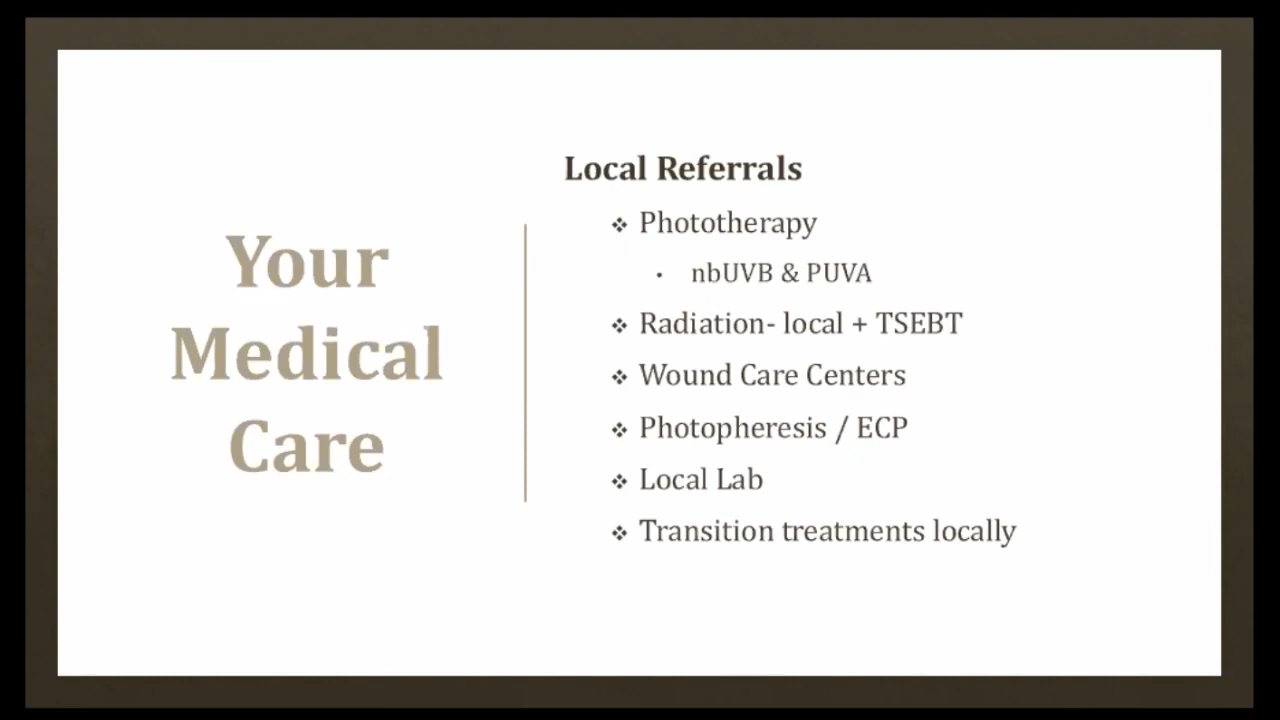 Your
Medical
Care
Local Referrals
❖ Phototherapy
• nbUVB & PUVA
❖ Radiation- local + TSEBT
❖ Wound Care Centers
❖ Photopheresis / ECP
❖ Local Lab
❖ Transition treatments locally